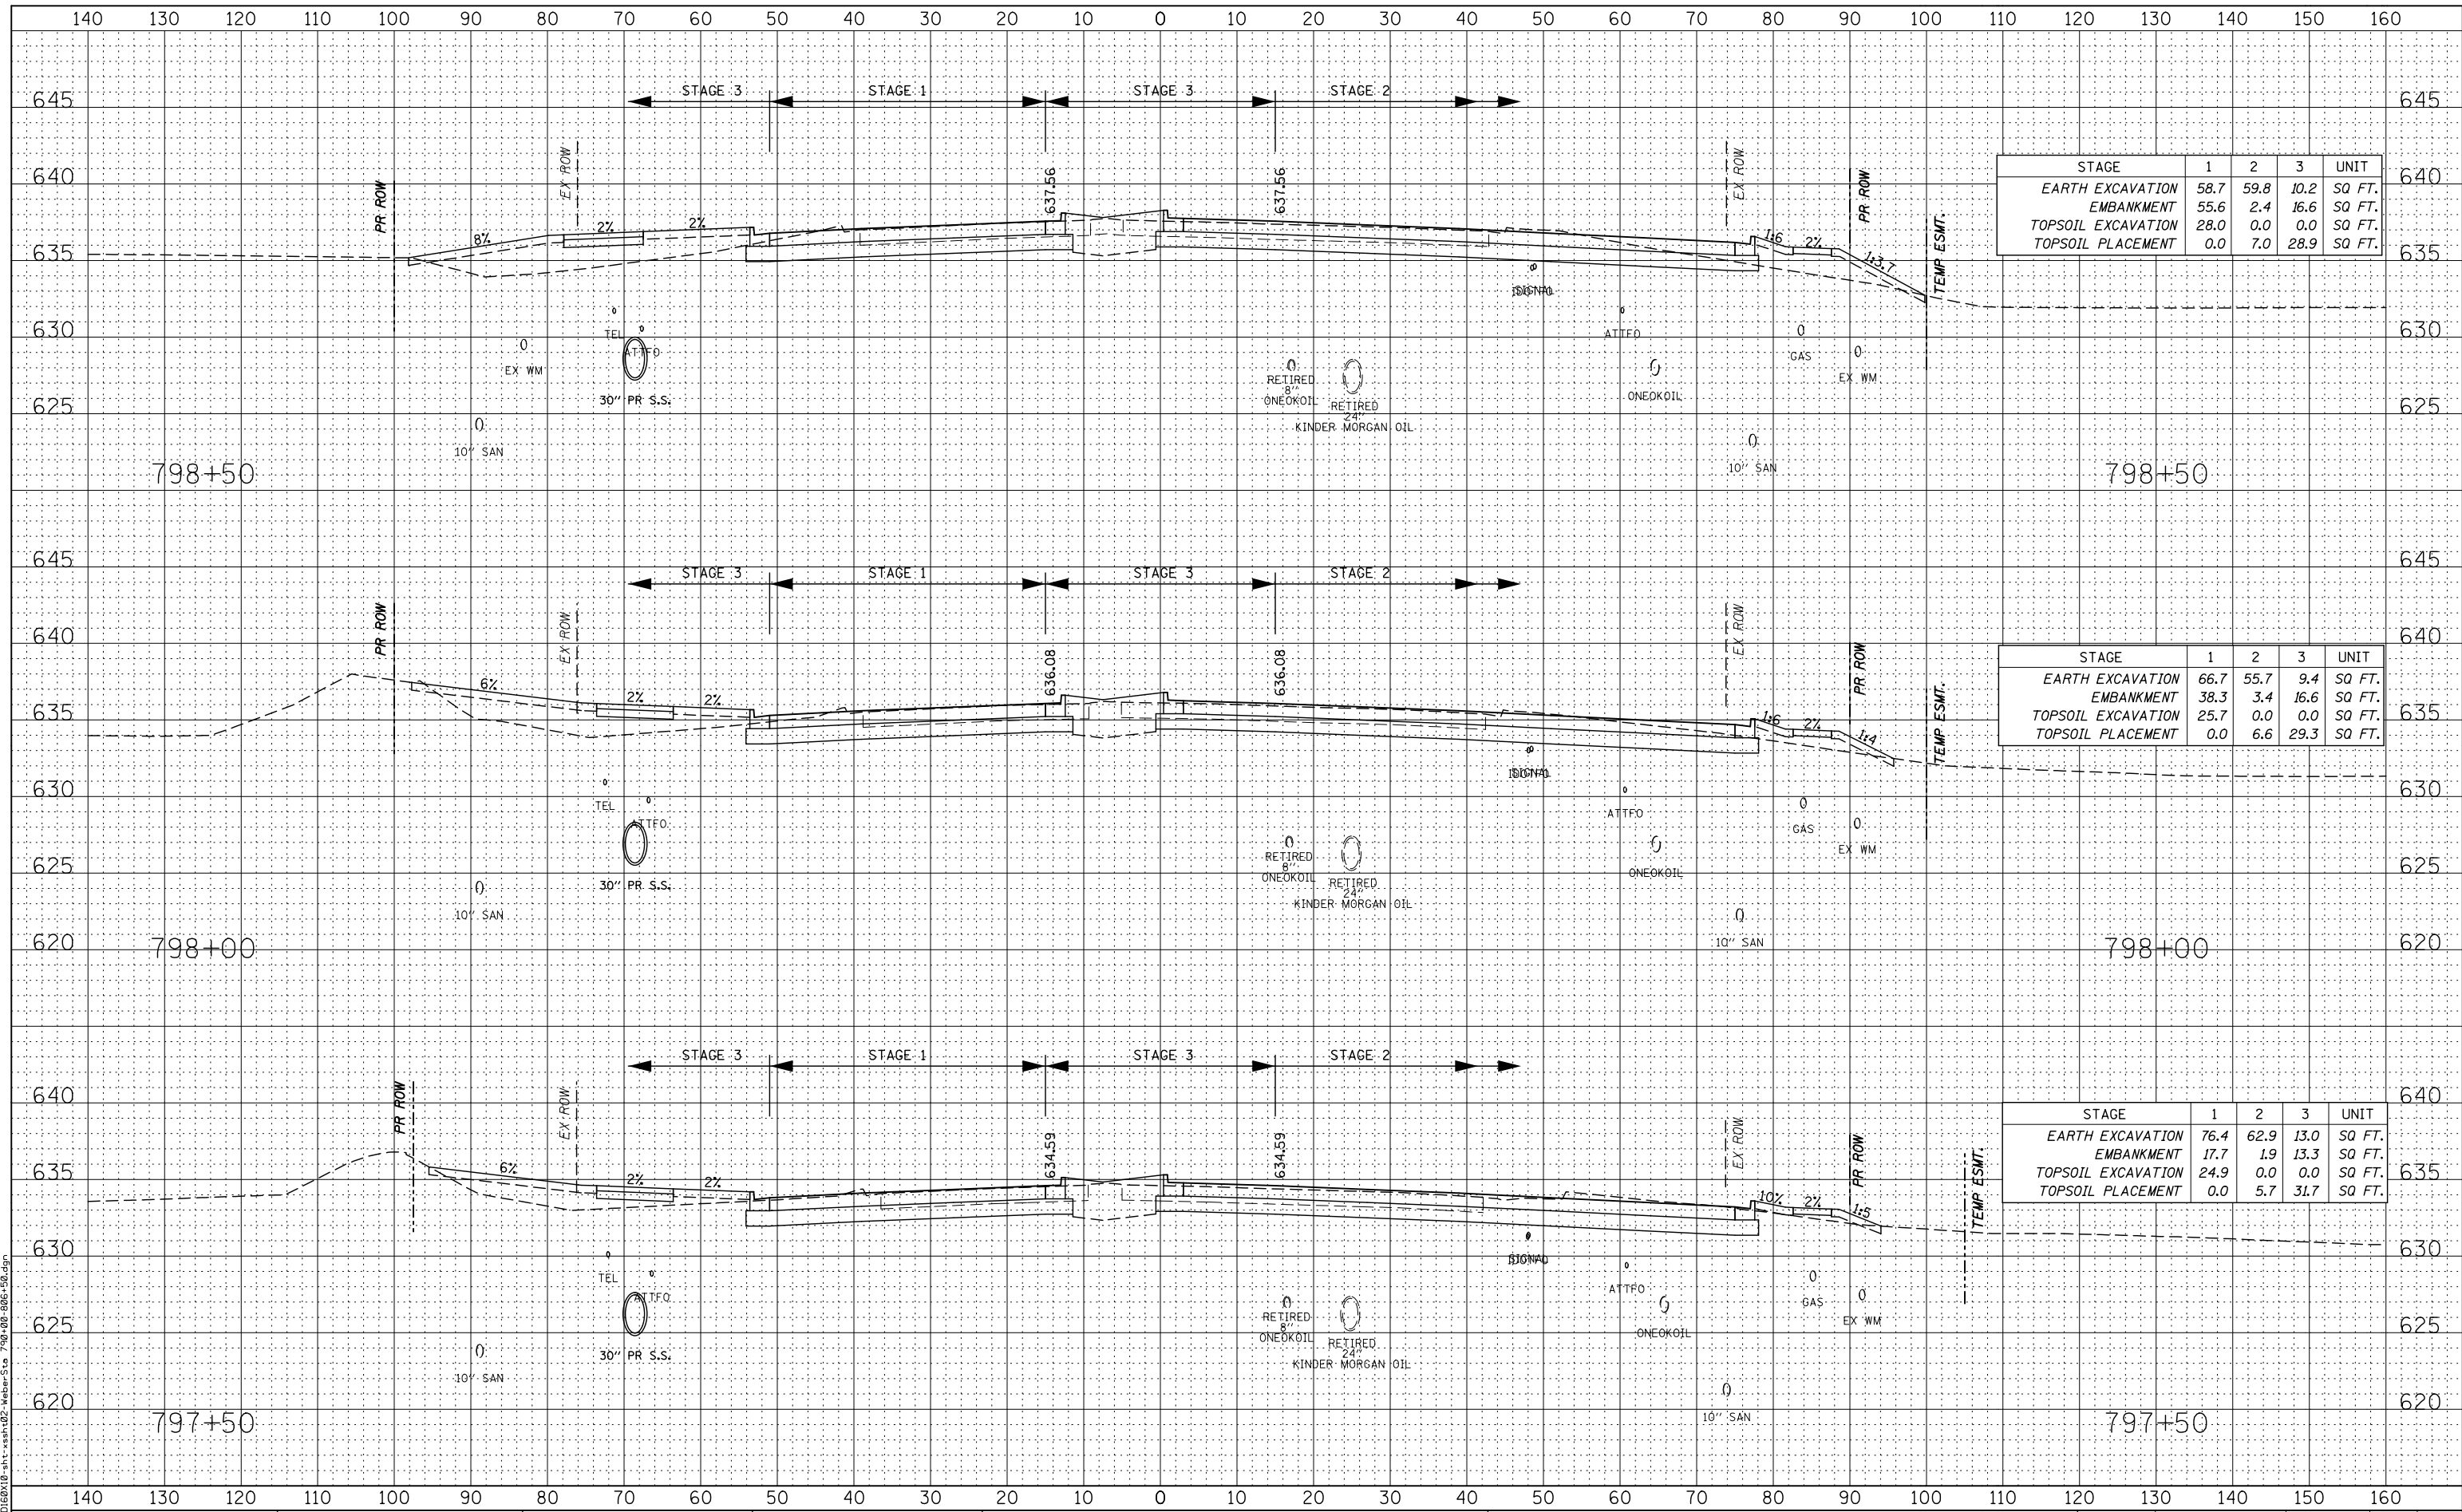 140 130 120 110 100 90 80 70 60 50 40 30 20 10 0 10 20 30 40 50 60 70 80 90 100 110 120 130 140 150 160
STAGE 3 STAGE 1 STAGE 3 STAGE 2
645 645
640 640
635 635
630 630
625 625
PR ROW
EX ROW
8% 2% 2%
637.56 637.56
EX ROW
PR ROW
TEMP ESMT.
1:6 2% 1:3.7
STAGE 1 2 3 UNIT
EARTH EXCAVATION 58.7 59.8 10.2 SQ FT.
EMBANKMENT 55.6 2.4 16.6 SQ FT.
TOPSOIL EXCAVATION 28.0 0.0 0.0 SQ FT.
TOPSOIL PLACEMENT 0.0 7.0 28.9 SQ FT.
SIGNAL
TEL
ATTFO
EX WM
30" PR S.S.
10" SAN
RETIRED
8"
ONEOKOIL
RETIRED
24"
KINDER MORGAN OIL
ATTFO
ONEOKOIL
GAS
EX WM
10" SAN
798+50 798+50
STAGE 3 STAGE 1 STAGE 3 STAGE 2
645 645
640 640
635 635
630 630
625 625
620 620
PR ROW
EX ROW
6% 2% 2%
636.08 636.08
EX ROW
PR ROW
TEMP ESMT.
1:6 2% 1:4
STAGE 1 2 3 UNIT
EARTH EXCAVATION 66.7 55.7 9.4 SQ FT.
EMBANKMENT 38.3 3.4 16.6 SQ FT.
TOPSOIL EXCAVATION 25.7 0.0 0.0 SQ FT.
TOPSOIL PLACEMENT 0.0 6.6 29.3 SQ FT.
SIGNAL
TEL
ATTFO
30" PR S.S.
10" SAN
RETIRED
8"
ONEOKOIL
RETIRED
24"
KINDER MORGAN OIL
ATTFO
ONEOKOIL
GAS
EX WM
10" SAN
798+00 798+00
STAGE 3 STAGE 1 STAGE 3 STAGE 2
640 640
635 635
630 630
625 625
620 620
PR ROW
EX ROW
6% 2% 2%
634.59 634.59
EX ROW
PR ROW
TEMP ESMT.
10% 2% 1:5
STAGE 1 2 3 UNIT
EARTH EXCAVATION 76.4 62.9 13.0 SQ FT.
EMBANKMENT 17.7 1.9 13.3 SQ FT.
TOPSOIL EXCAVATION 24.9 0.0 0.0 SQ FT.
TOPSOIL PLACEMENT 0.0 5.7 31.7 SQ FT.
SIGNAL
TEL
ATTFO
30" PR S.S.
10" SAN
RETIRED
8"
ONEOKOIL
RETIRED
24"
KINDER MORGAN OIL
ATTFO
ONEOKOIL
GAS
EX WM
10" SAN
797+50 797+50
140 130 120 110 100 90 80 70 60 50 40 30 20 10 0 10 20 30 40 50 60 70 80 90 100 110 120 130 140 150 160